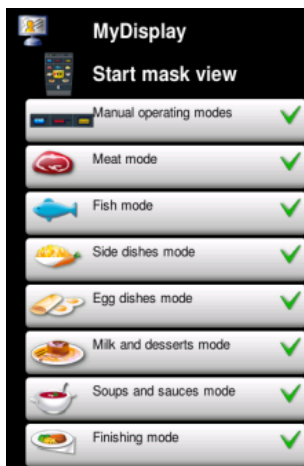 MyDisplay
Start mask view
Manual operating modes
Meat mode
Fish mode
Side dishes mode
Egg dishes mode
Milk and desserts mode
Soups and sauces mode
Finishing mode